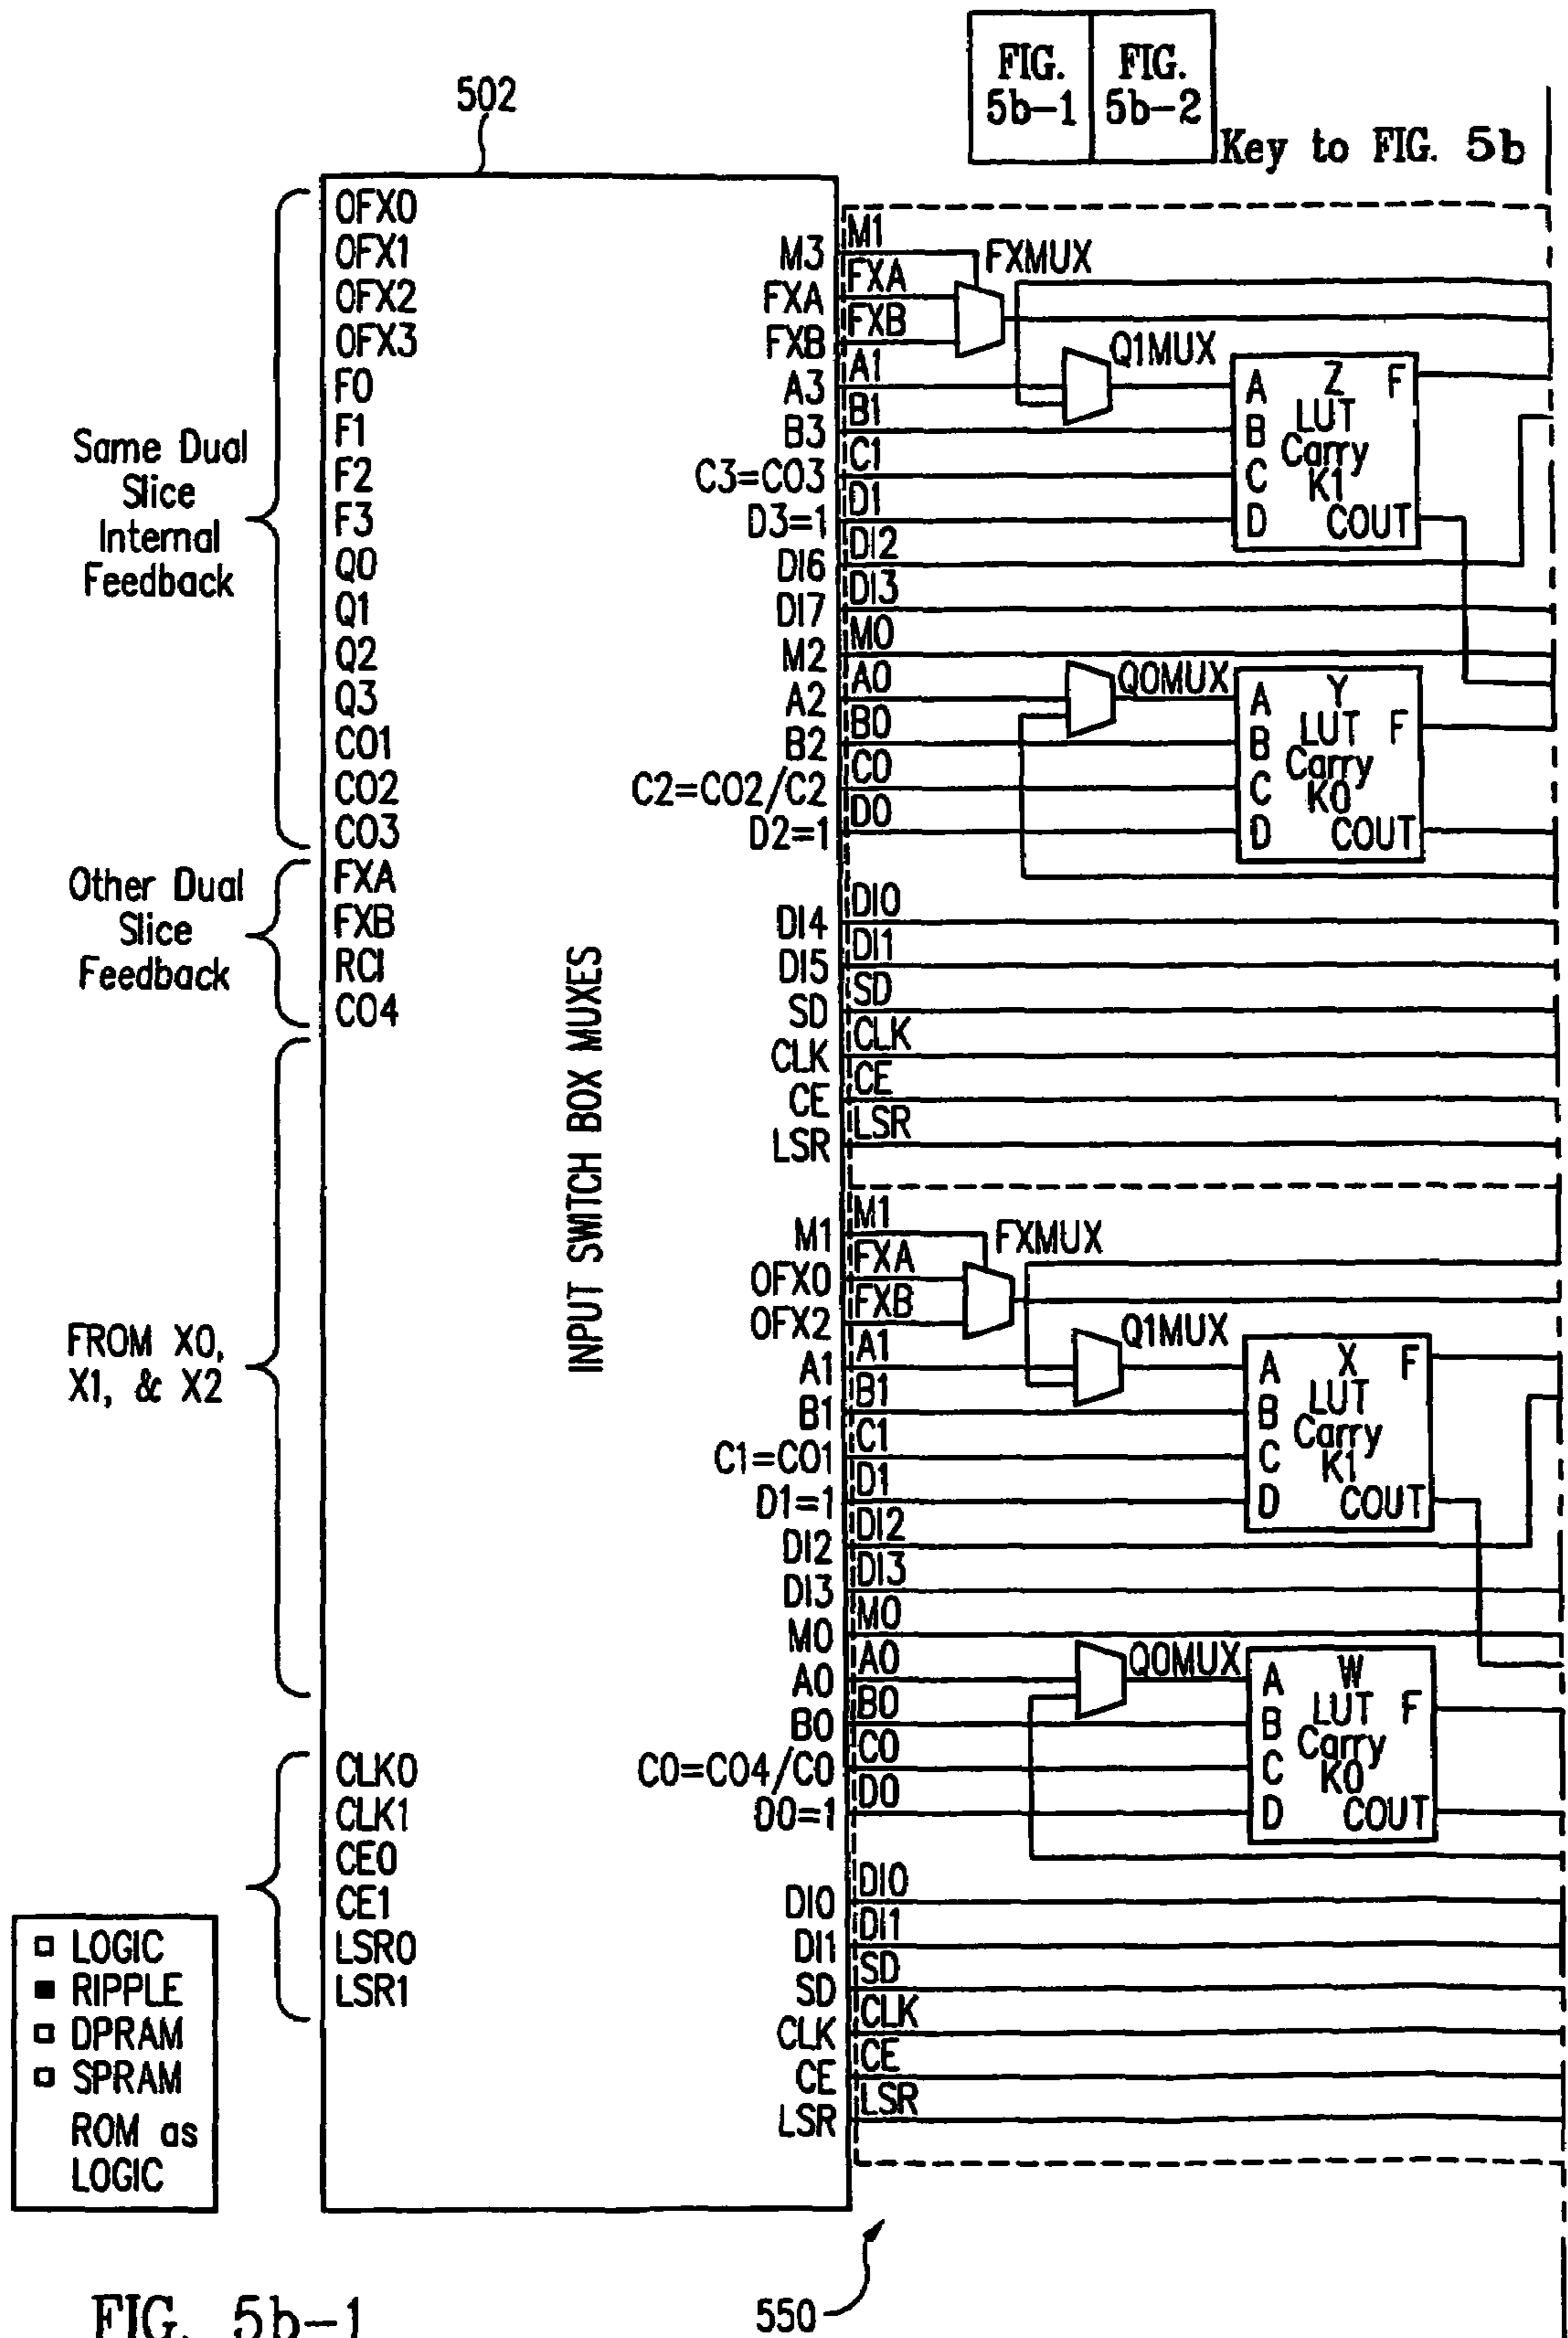 FIG. 5b-1
FIG. 5b-2
Key to FIG. 5b
502
Same Dual Slice Internal Feedback
OFX0
OFX1
OFX2
OFX3
F0
F1
F2
F3
Q0
Q1
Q2
Q3
CO1
CO2
CO3
Other Dual Slice Feedback
FXA
FXB
RCI
CO4
FROM X0, X1, & X2
CLK0
CLK1
CE0
CE1
LSR0
LSR1
INPUT SWITCH BOX MUXES
M3 M1 FXMUX
FXA FXA
FXB FXB
A3 A1 Q1MUX
B3 B1
C3=CO3 C1
D3=1 D1
DI6 DI2
DI7 DI3
M2 M0
A2 A0 Q0MUX
B2 B0
C2=CO2/C2 C0
D2=1 D0
DI4 DI0
DI5 DI1
SD SD
CLK CLK
CE CE
LSR LSR
A Z F
B LUT
Carry
C K1
D COUT
A Y F
B LUT
Carry
C K0
D COUT
M1 M1 FXMUX
OFX0 FXA
OFX2 FXB
A1 A1 Q1MUX
B1 B1
C1=CO1 C1
D1=1 D1
DI2 DI2
DI3 DI3
M0 M0
A0 A0 Q0MUX
B0 B0
C0=CO4/C0 C0
D0=1 D0
DI0 DI0
DI1 DI1
SD SD
CLK CLK
CE CE
LSR LSR
A X F
B LUT
Carry
C K1
D COUT
A W F
B LUT
Carry
C K0
D COUT
LOGIC
RIPPLE
DPRAM
SPRAM
ROM as
LOGIC
550
FIG. 5b-1